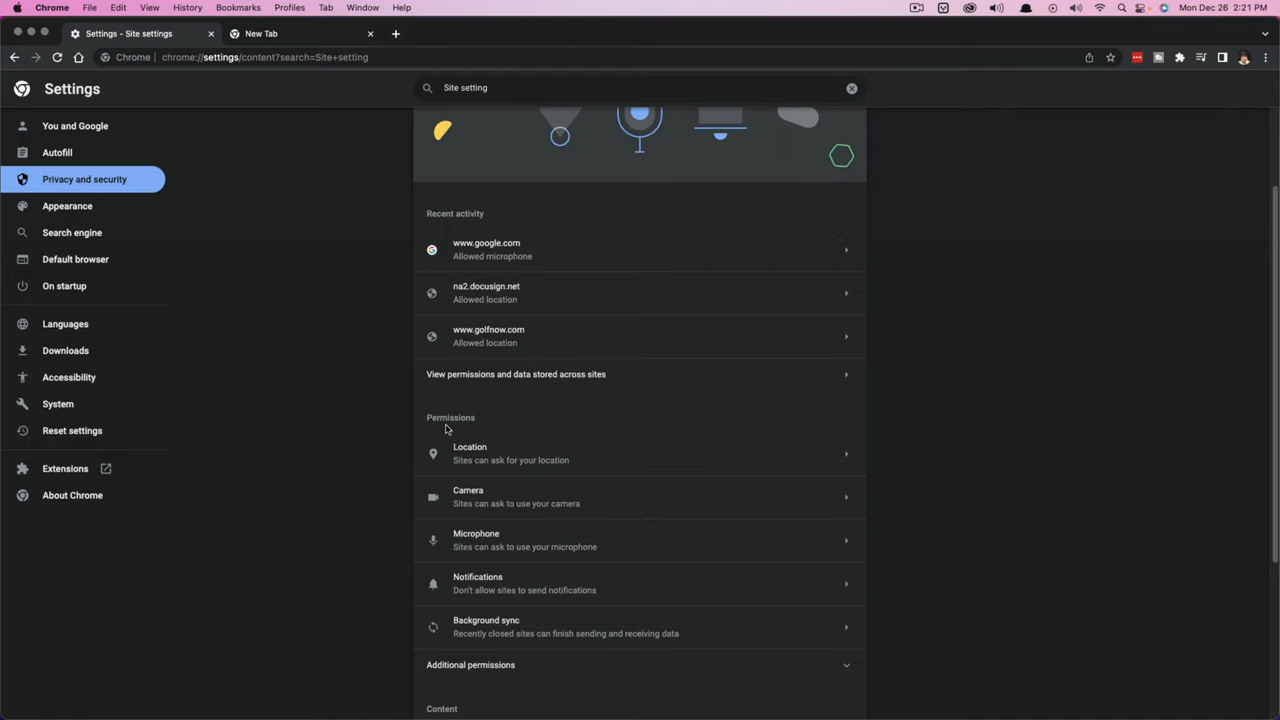 Chrome File Edit View History Bookmarks Profiles Tab Window Help Mon Dec 26 2:21 PM
Settings - Site settings New Tab
Chrome chrome://settings/content?search=Site+setting
Settings Site setting
You and Google
Autofill
Privacy and security
Appearance
Search engine
Default browser
On startup
Languages
Downloads
Accessibility
System
Reset settings
Extensions
About Chrome
Recent activity
www.google.com
Allowed microphone
na2.docusign.net
Allowed location
www.golfnow.com
Allowed location
View permissions and data stored across sites
Permissions
Location
Sites can ask for your location
Camera
Sites can ask to use your camera
Microphone
Sites can ask to use your microphone
Notifications
Don't allow sites to send notifications
Background sync
Recently closed sites can finish sending and receiving data
Additional permissions
Content